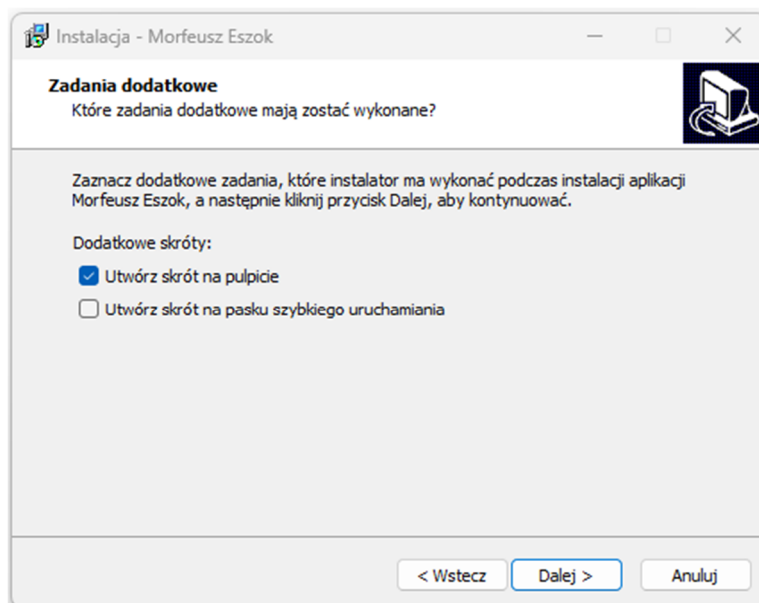 Instalacja - Morfeusz Eszok
Zadania dodatkowe
Które zadania dodatkowe mają zostać wykonane?
Zaznacz dodatkowe zadania, które instalator ma wykonać podczas instalacji aplikacji
Morfeusz Eszok, a następnie kliknij przycisk Dalej, aby kontynuować.
Dodatkowe skróty:
Utwórz skrót na pulpicie
Utwórz skrót na pasku szybkiego uruchamiania
< Wstecz Dalej > Anuluj